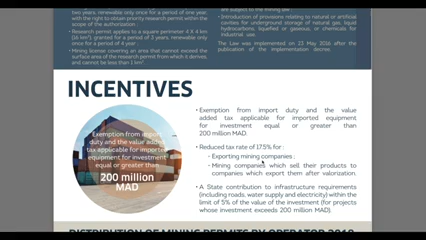 two years, renewable only once for a period of one year,
with the right to obtain priority research permit within the
scope of the authorization ;
• Research permit applies to a square perimeter 4 X 4 km
(16 km²), granted for a period of 3 years, renewable only
once for a period of 4 year ;
• Mining license covering an area that cannot exceed the
surface area of the research permit from which it derives,
and cannot be less than 1 km²
are subject to the mining law ;
• Introduction of provisions relating to natural or artificial
cavities for underground storage of natural gas, liquid
hydrocarbons, liquefied or gaseous, or chemicals for
industrial use.
The Law was implemented on 23 May 2016 after the
publication of the implementation decree.
INCENTIVES
Exemption from import
duty and the value added
tax applicable for imported
equipment for investment
equal or greater than
200 million
MAD
• Exemption from import duty and the value
added tax applicable for imported equipment
for investment equal or greater than
200 million MAD.
• Reduced tax rate of 17.5% for :
- Exporting mining companies ;
- Mining companies which sell their products to
companies which export them after valorization.
• A State contribution to infrastructure requirements
(including roads, water supply and electricity) within the
limit of 5% of the value of the investment (for projects
whose investment exceeds 200 million MAD).
DISTRIBUTION OF MINING PERMITS BY OPERATOR 2018